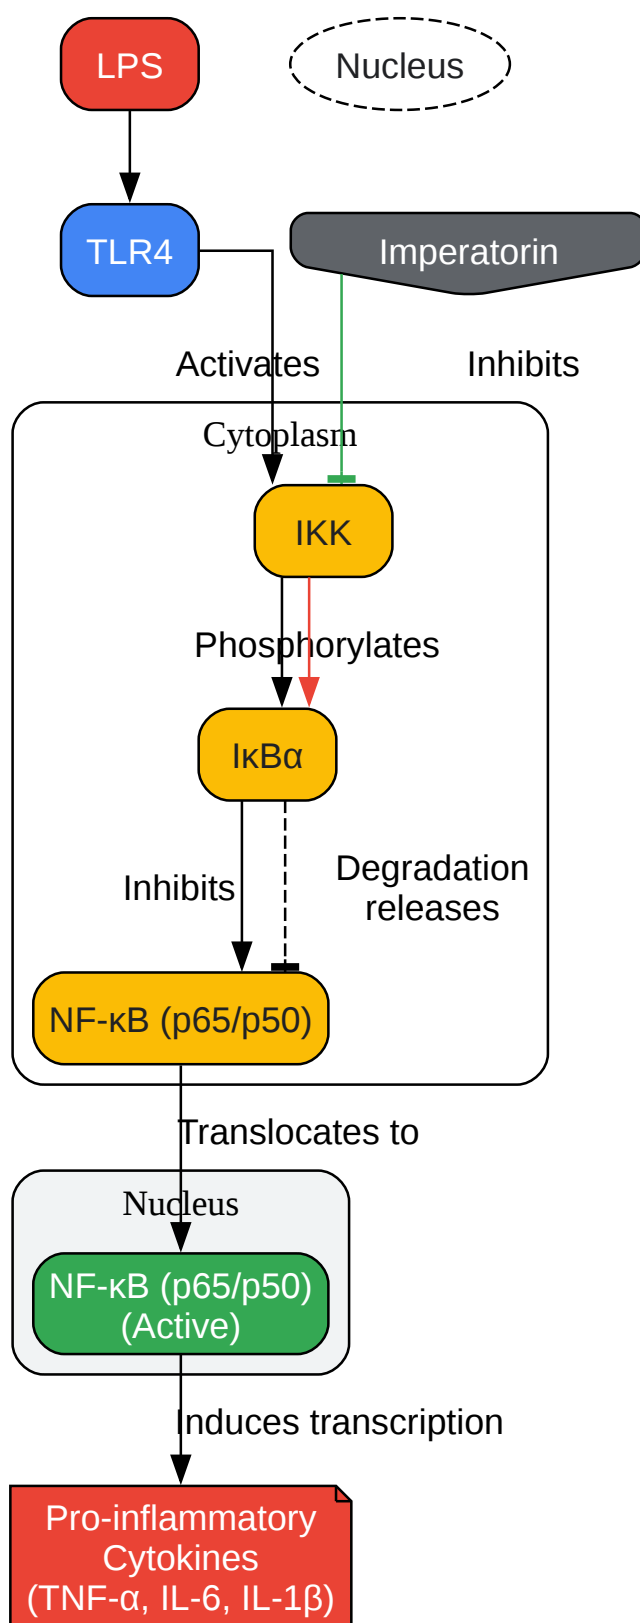 LPS
Nucleus
TLR4
Imperatorin
Activates
Inhibits
Cytoplasm
IKK
Phosphorylates
IκBα
Inhibits
Degradation
releases
NF-κB (p65/p50)
Translocates to
Nucleus
NF-κB (p65/p50)
(Active)
Induces transcription
Pro-inflammatory
Cytokines
(TNF-α, IL-6, IL-1β)